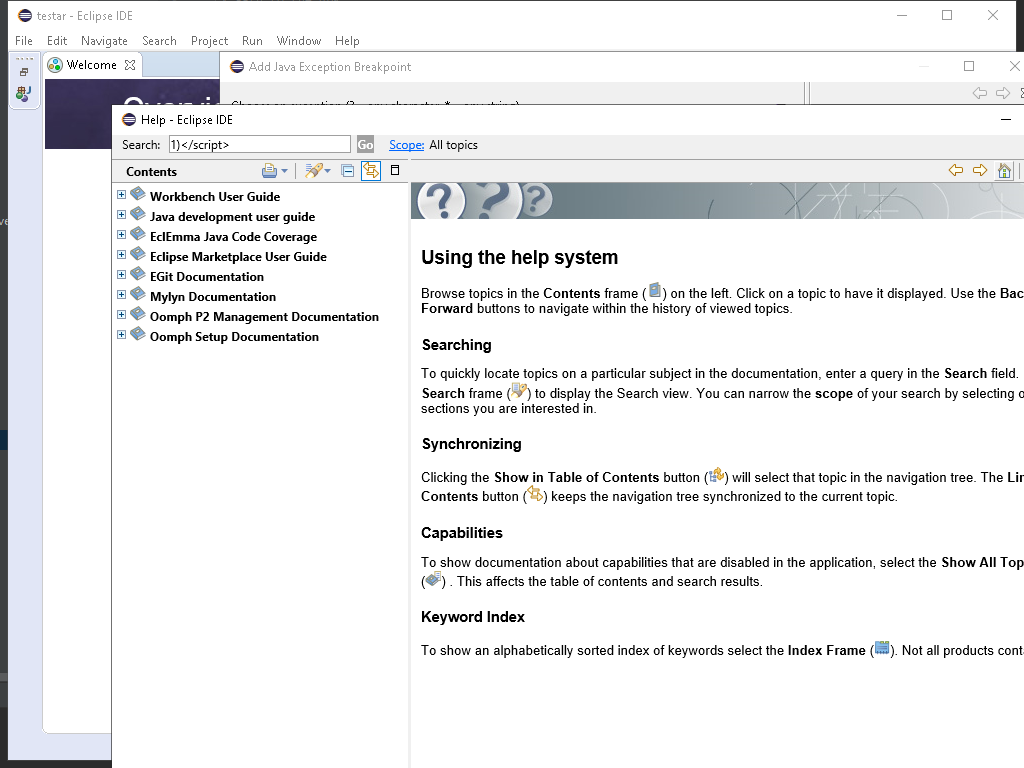 testar - Eclipse IDE
File Edit Navigate Search Project Run Window Help
Welcome
Add Java Exception Breakpoint
Help - Eclipse IDE
Search: 1)</script> Go Scope: All topics
Contents
Workbench User Guide
Java development user guide
EclEmma Java Code Coverage
Eclipse Marketplace User Guide
EGit Documentation
Mylyn Documentation
Oomph P2 Management Documentation
Oomph Setup Documentation
Using the help system
Browse topics in the Contents frame ( ) on the left. Click on a topic to have it displayed. Use the Bac
Forward buttons to navigate within the history of viewed topics.
Searching
To quickly locate topics on a particular subject in the documentation, enter a query in the Search field.
Search frame ( ) to display the Search view. You can narrow the scope of your search by selecting o
sections you are interested in.
Synchronizing
Clicking the Show in Table of Contents button ( ) will select that topic in the navigation tree. The Lin
Contents button ( ) keeps the navigation tree synchronized to the current topic.
Capabilities
To show documentation about capabilities that are disabled in the application, select the Show All Top
( ) . This affects the table of contents and search results.
Keyword Index
To show an alphabetically sorted index of keywords select the Index Frame ( ). Not all products conta